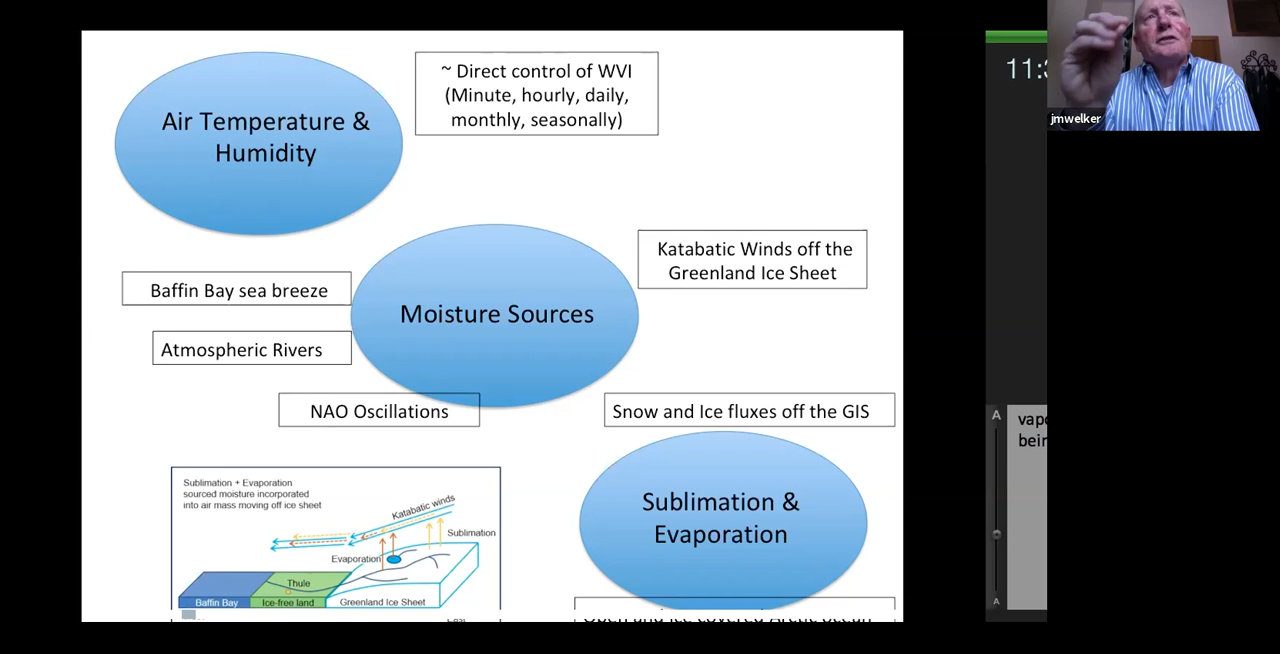 Air Temperature &
Humidity
~ Direct control of WVI
(Minute, hourly, daily,
monthly, seasonally)
jmwelker
Katabatic Winds off the
Greenland Ice Sheet
Baffin Bay sea breeze
Moisture Sources
Atmospheric Rivers
NAO Oscillations
Snow and Ice fluxes off the GIS
Sublimation &
Evaporation
Sublimation + Evaporation
sourced moisture incorporated
into air mass moving off ice sheet
Katabatic winds
Sublimation
Evaporation
Thule
Baffin Bay
Ice-free land
Greenland Ice Sheet
A
A